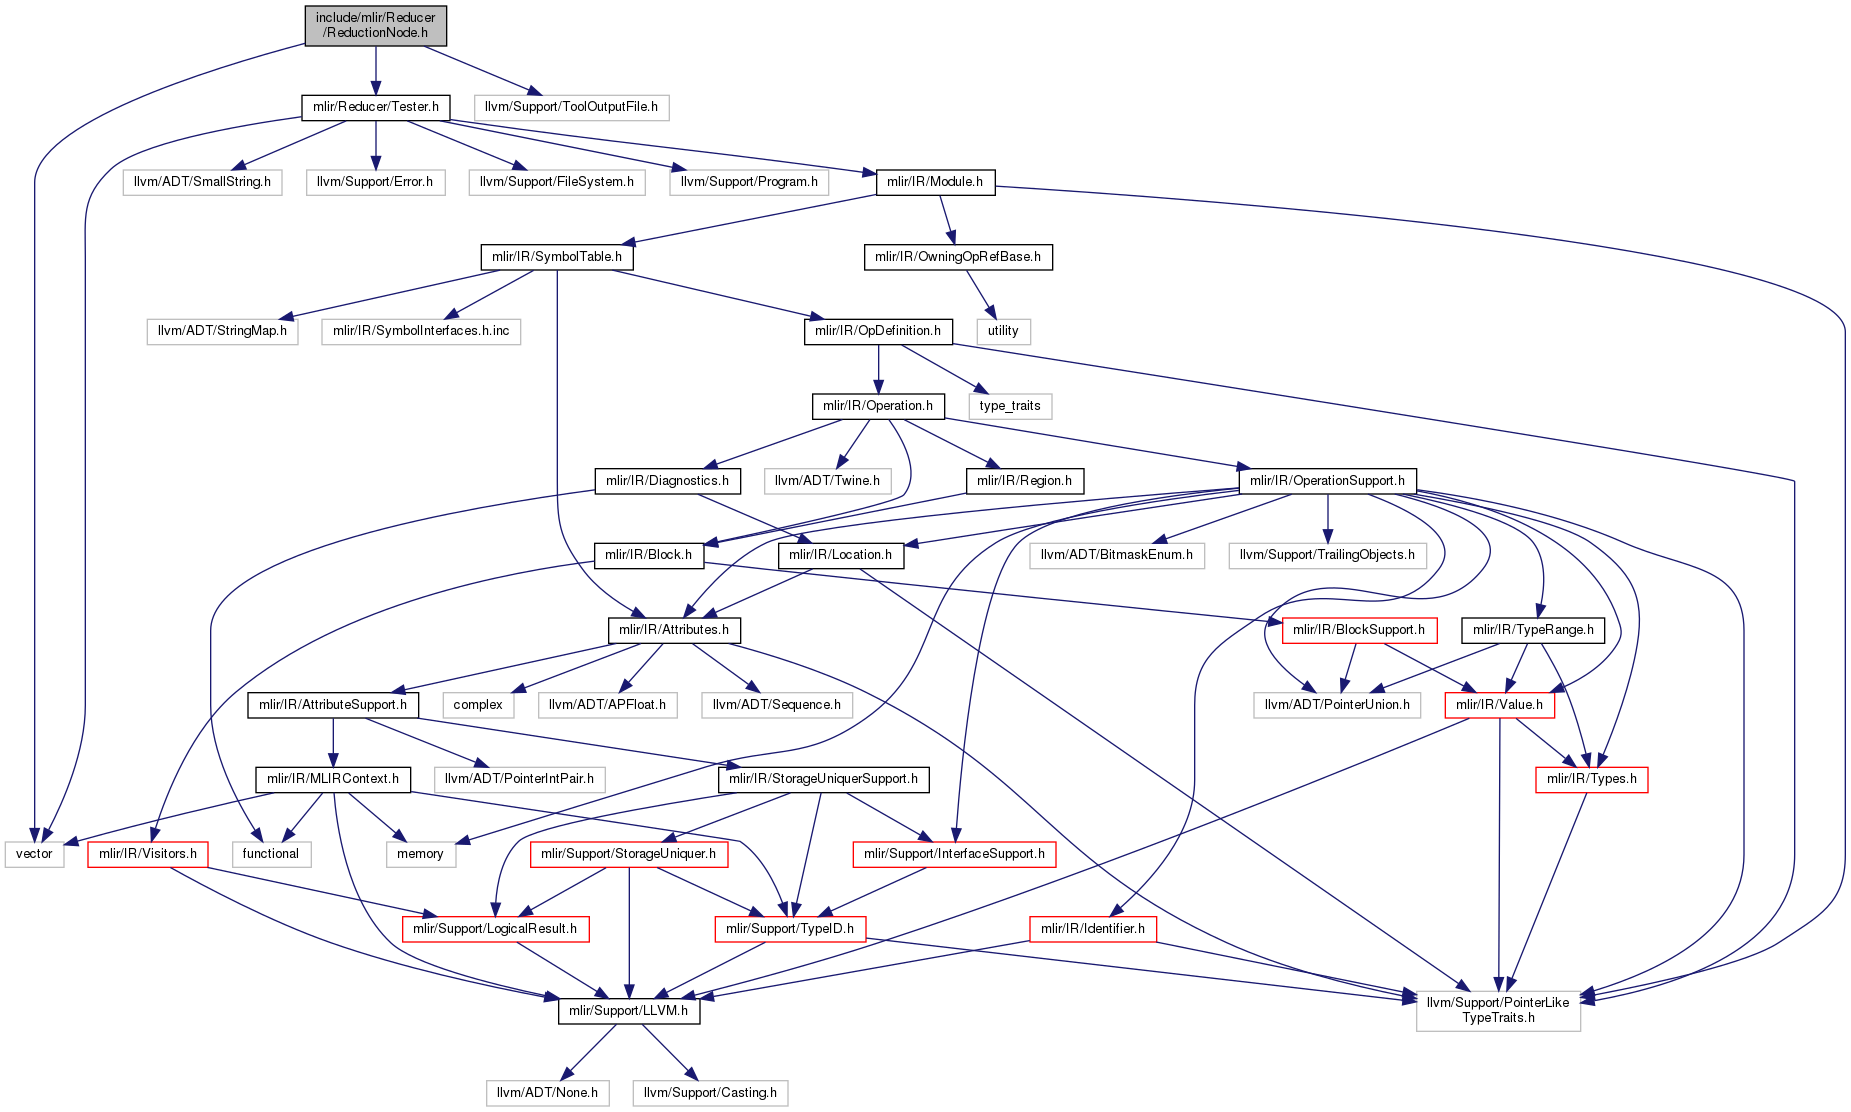 include/mlir/Reducer
/ReductionNode.h
mlir/Reducer/Tester.h
llvm/Support/ToolOutputFile.h
llvm/ADT/SmallString.h
llvm/Support/Error.h
llvm/Support/FileSystem.h
llvm/Support/Program.h
mlir/IR/Module.h
mlir/IR/SymbolTable.h
mlir/IR/OwningOpRefBase.h
llvm/ADT/StringMap.h
mlir/IR/SymbolInterfaces.h.inc
mlir/IR/OpDefinition.h
utility
mlir/IR/Operation.h
type_traits
mlir/IR/Diagnostics.h
llvm/ADT/Twine.h
mlir/IR/Region.h
mlir/IR/OperationSupport.h
mlir/IR/Block.h
mlir/IR/Location.h
llvm/ADT/BitmaskEnum.h
llvm/Support/TrailingObjects.h
mlir/IR/Attributes.h
mlir/IR/BlockSupport.h
mlir/IR/TypeRange.h
mlir/IR/AttributeSupport.h
complex
llvm/ADT/APFloat.h
llvm/ADT/Sequence.h
llvm/ADT/PointerUnion.h
mlir/IR/Value.h
mlir/IR/MLIRContext.h
llvm/ADT/PointerIntPair.h
mlir/IR/StorageUniquerSupport.h
mlir/IR/Types.h
vector
mlir/IR/Visitors.h
functional
memory
mlir/Support/StorageUniquer.h
mlir/Support/InterfaceSupport.h
mlir/Support/LogicalResult.h
mlir/Support/TypeID.h
mlir/IR/Identifier.h
mlir/Support/LLVM.h
llvm/Support/PointerLike
TypeTraits.h
llvm/ADT/None.h
llvm/Support/Casting.h